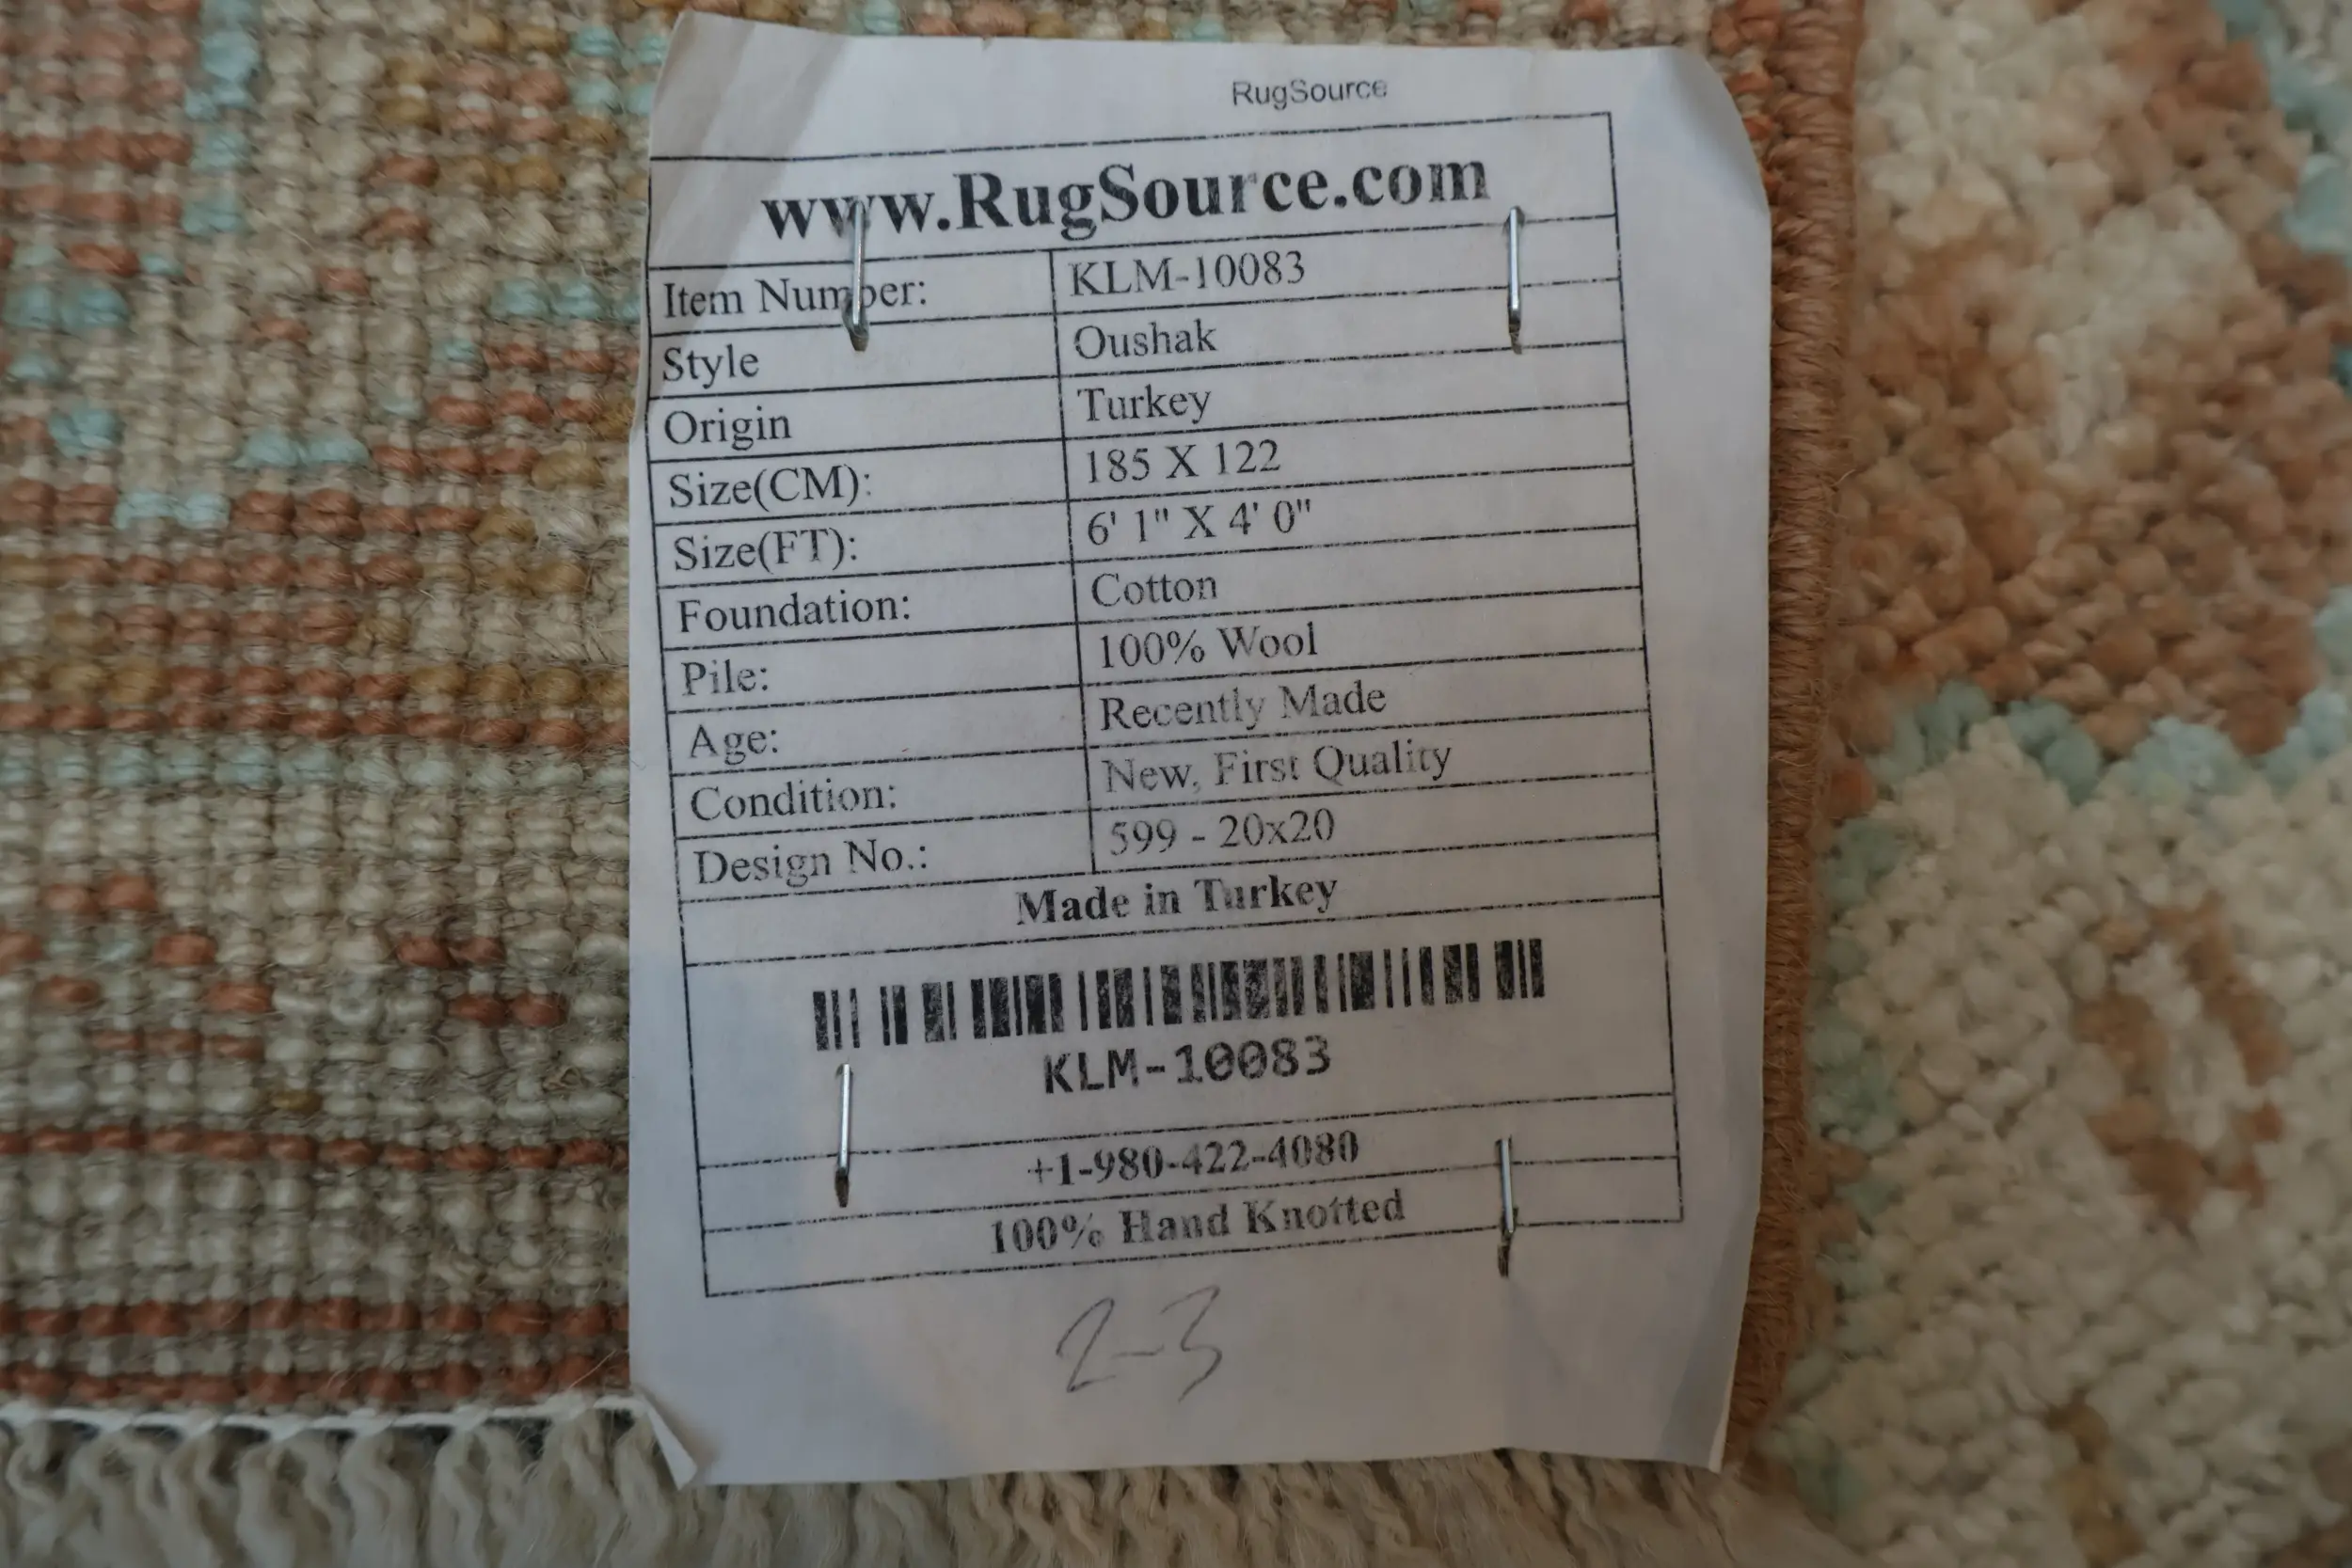 RugSource
www.RugSource.com
Item Number: KLM-10083
Style Oushak
Origin Turkey
Size(CM): 185 X 122
Size(FT): 6' 1" X 4' 0"
Foundation: Cotton
Pile: 100% Wool
Age: Recently Made
Condition: New, First Quality
Design No.: 599 - 20x20
Made in Turkey
KLM-10083
+1-980-422-4080
100% Hand Knotted
2-3